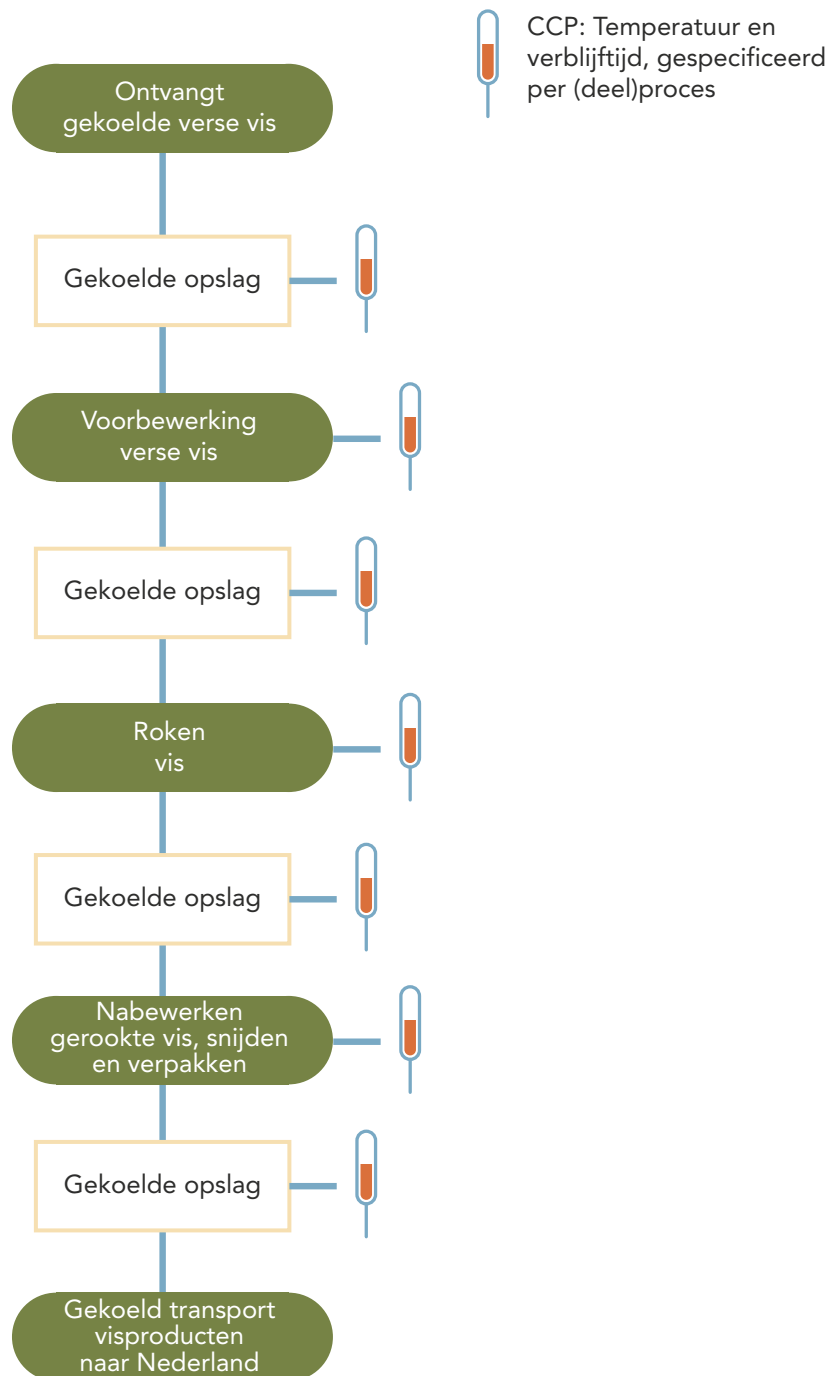 CCP: Temperatuur en
verblijftijd, gespecificeerd
per (deel)proces
Ontvangt
gekoelde verse vis
Gekoelde opslag
Voorbewerking
verse vis
Gekoelde opslag
Roken
vis
Gekoelde opslag
Nabewerken
gerookte vis, snijden
en verpakken
Gekoelde opslag
Gekoeld transport
visproducten
naar Nederland